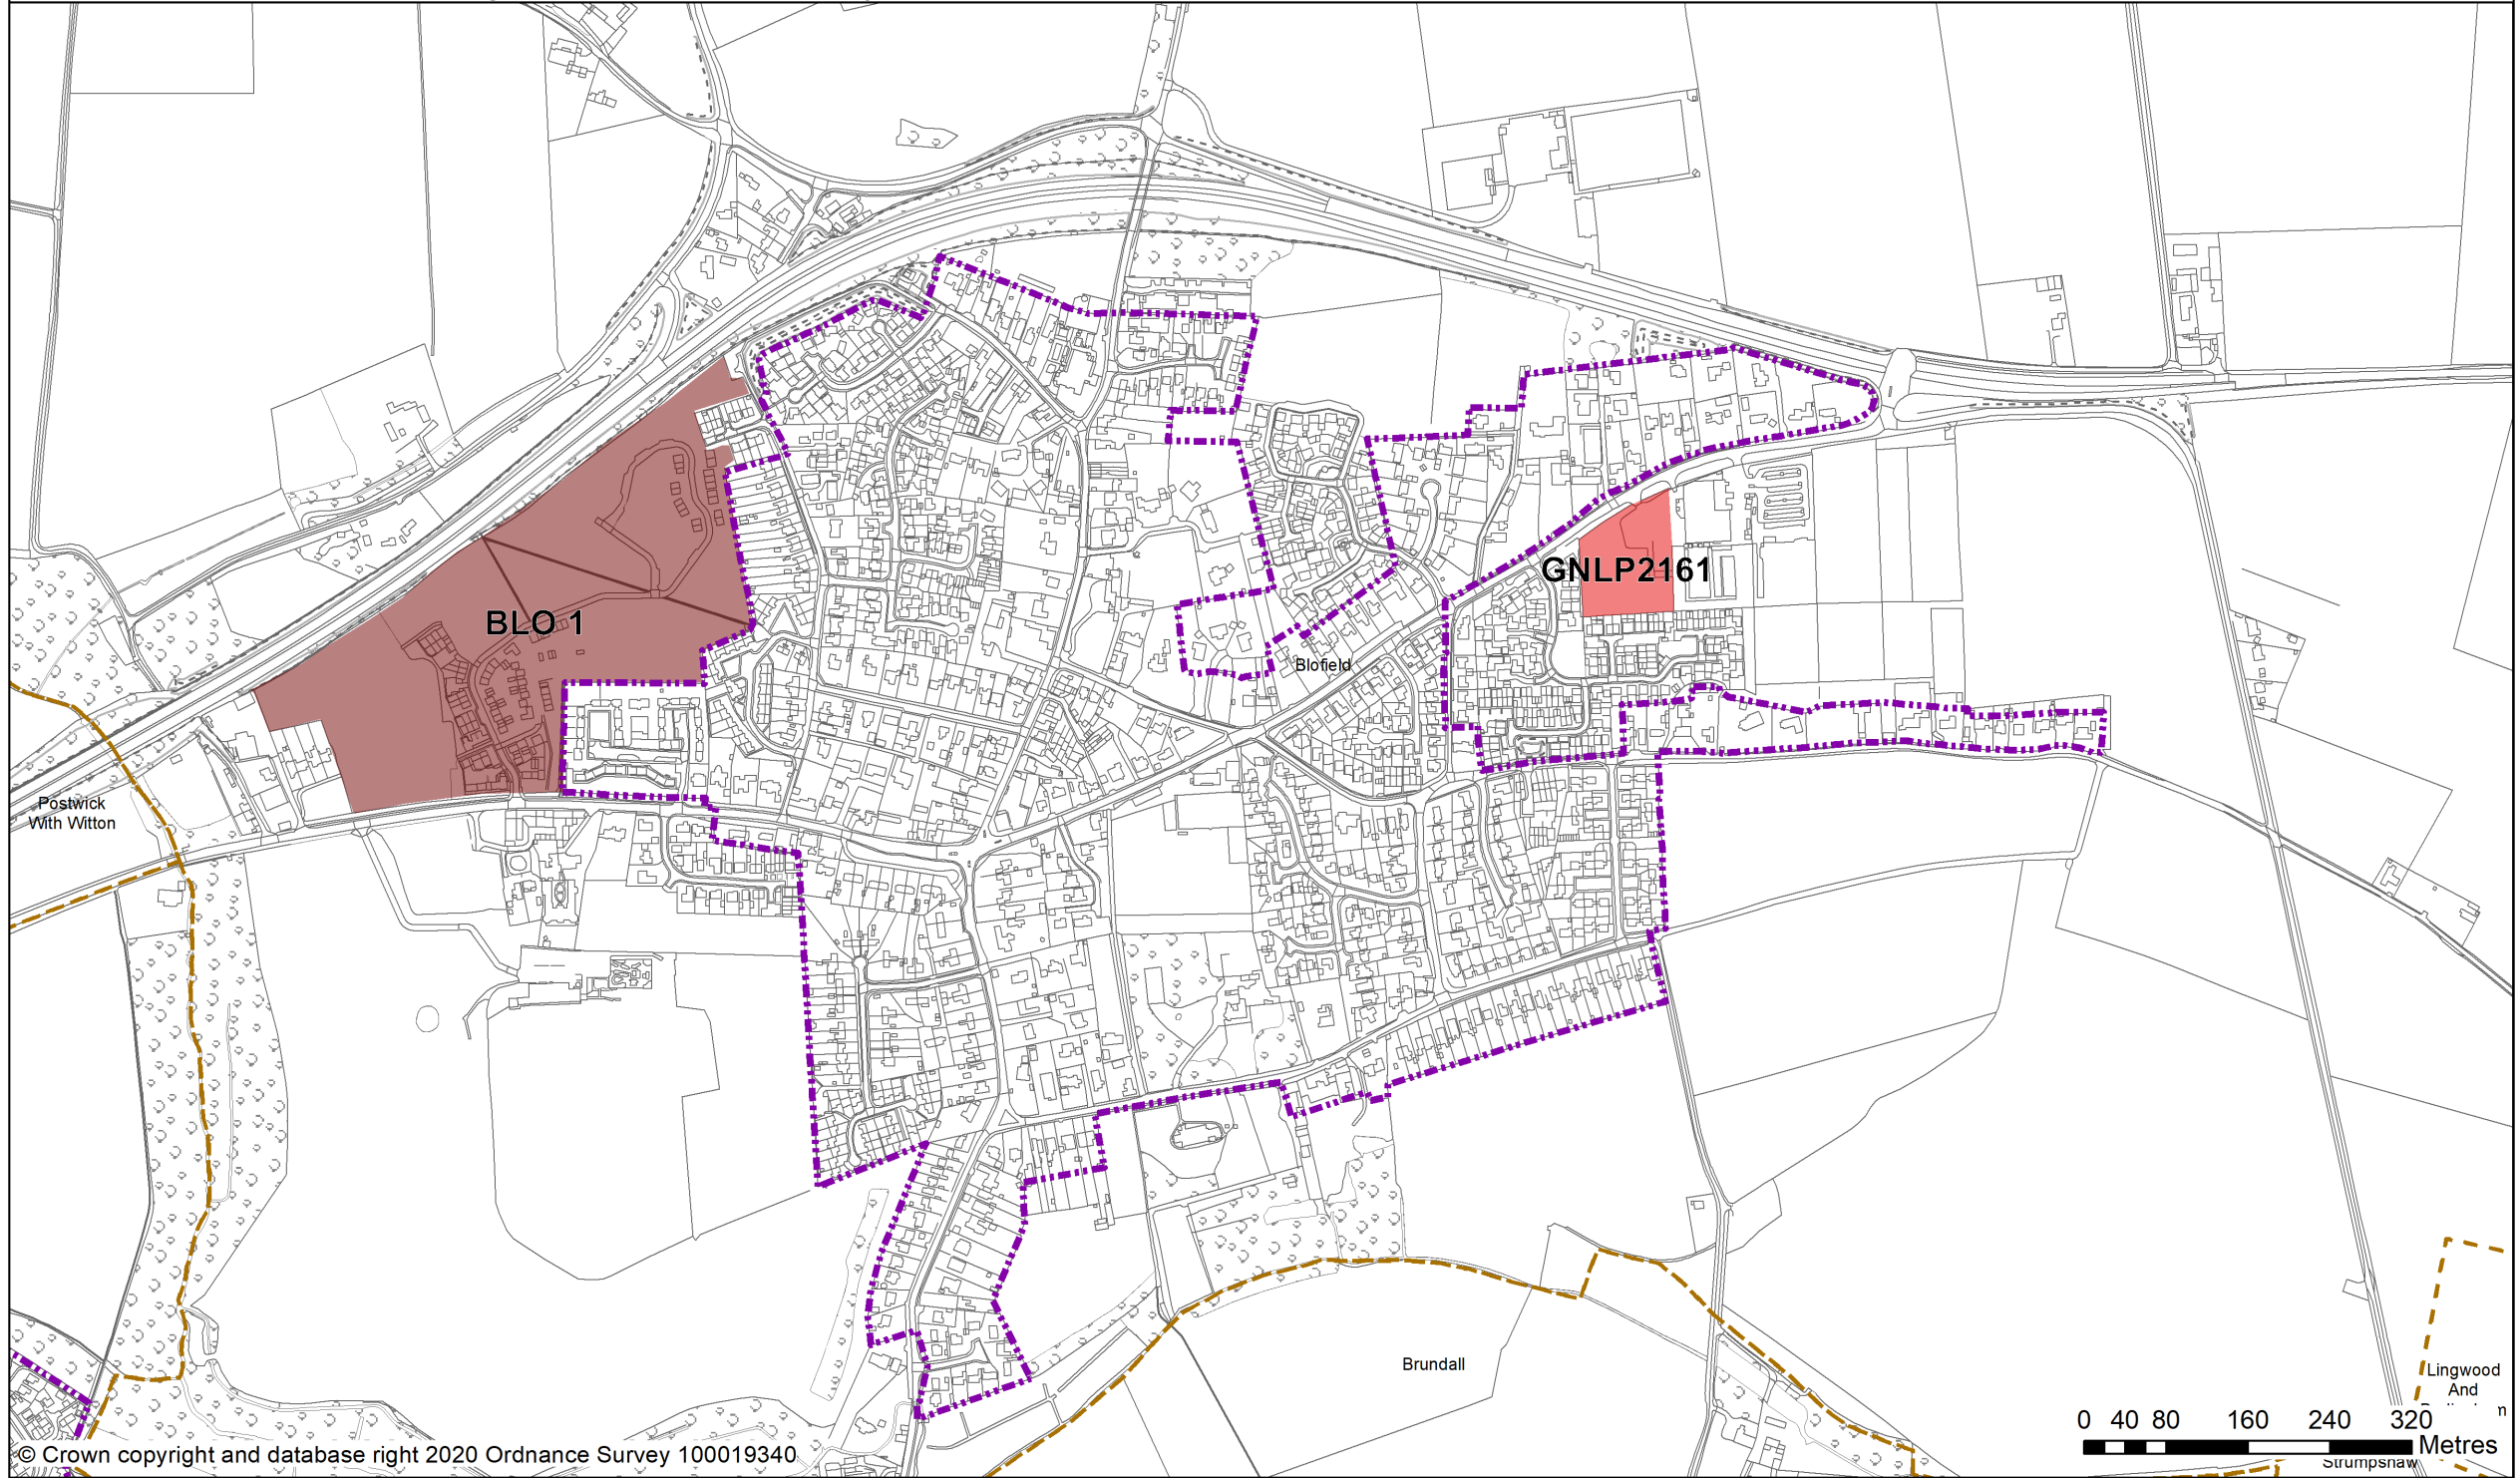 GNLP2161
BLO 1
Blofield
Postwick
With Witton
Brundall
Lingwood
And
0 40 80 160 240 320
Metres
Strumpshaw
© Crown copyright and database right 2020 Ordnance Survey 100019340